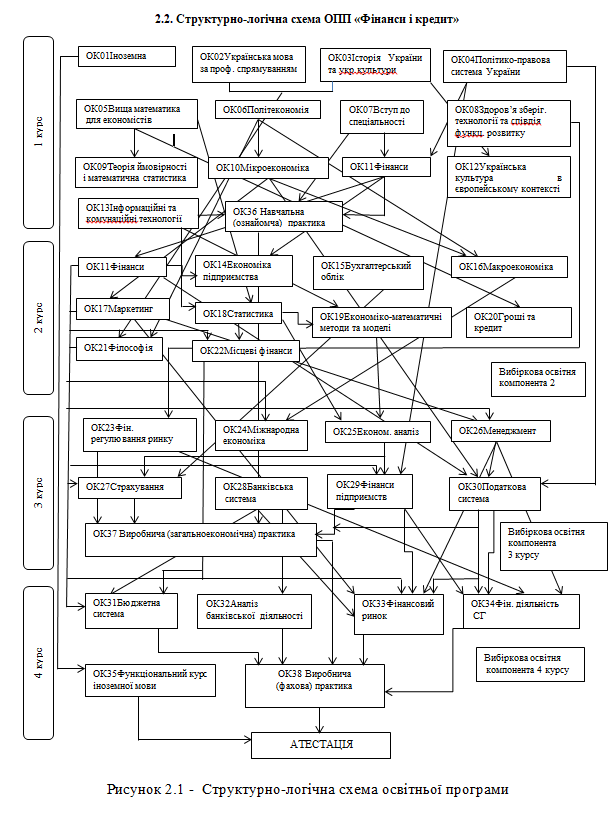 2.2. Структурно-логічна схема ОПП «Фінанси і кредит»
1 курс
ОК01Іноземна
ОК02Українська мова
за проф. спрямуванням
ОК03Історія України
та укр.культури
ОК04Політико-правова
система України
ОК05Вища математика
для економістів
ОК06Політекономія
ОК07Вступ до
спеціальності
ОК08Здоров’я зберіг.
технології та співдія
функц. розвитку
ОК09Теорія ймовірності
і математична статистика
ОК10Мікроекономіка
ОК11Фінанси
ОК12Українська
культура в
європейському контексті
ОК13Інформаційні та
комунаційні технології
ОК36 Навчальна
(ознайомча) практика
2 курс
ОК11Фінанси
ОК14Економіка
підприємства
ОК15Бухгалтерський
облік
ОК16Макроекономіка
ОК17Маркетинг
ОК18Статистика
ОК19Економіко-математичні
методи та моделі
ОК20Гроші та
кредит
ОК21Філософія
ОК22Місцеві фінанси
Вибіркова освітня
компонента 2
3 курс
ОК23Фін.
регулювання ринку
ОК24Міжнародна
економіка
ОК25Економ. аналіз
ОК26Менеджмент
ОК27Страхування
ОК28Банківська
система
ОК29Фінанси
підприємств
ОК30Податкова
система
ОК37 Виробнича (загальноекономічна) практика
Вибіркова освітня
компонента
3 курсу
4 курс
ОК31Бюджетна
система
ОК32Аналіз
банківської діяльності
ОК33Фінансовий
ринок
ОК34Фін. діяльність
СГ
ОК35Функціональний курс
іноземної мови
ОК38 Виробнича
(фахова) практика
Вибіркова освітня
компонента 4 курсу
АТЕСТАЦІЯ
Рисунок 2.1 - Структурно-логічна схема освітньої програми